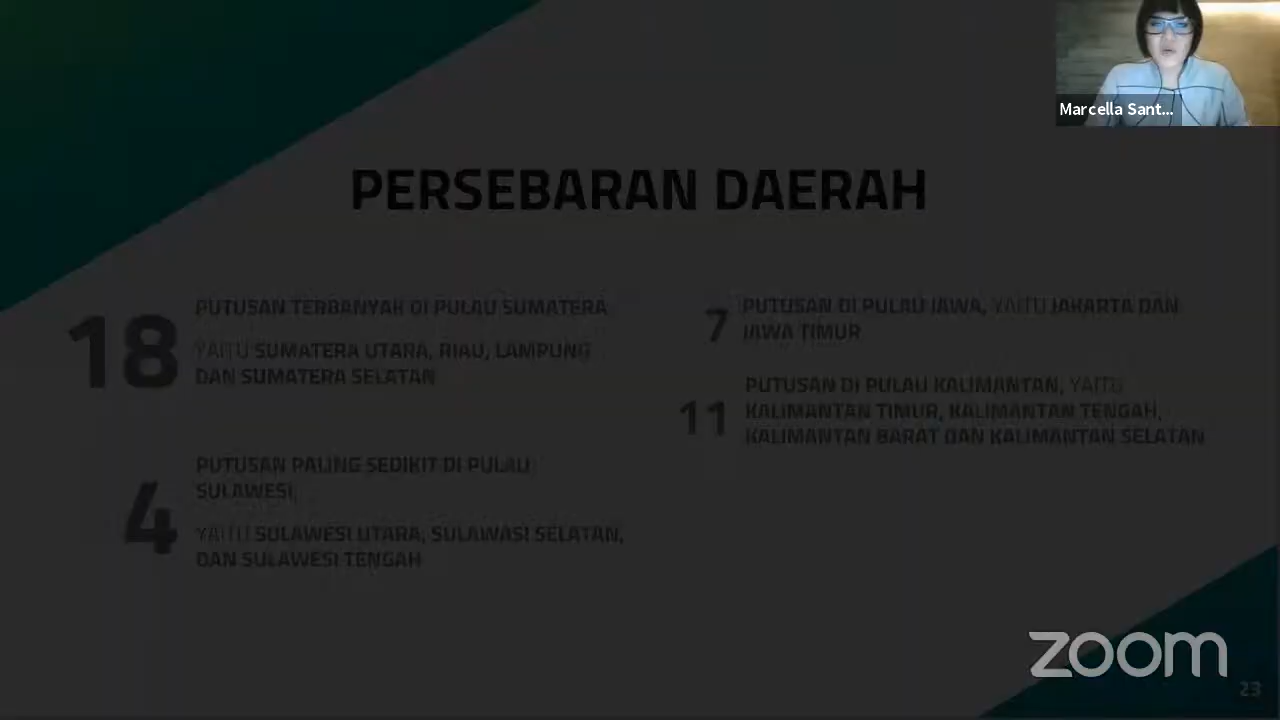 Marcella Sant...
PERSEBARAN DAERAH
18
PUTUSAN TERBANYAK DI PULAU SUMATERA
YAITU SUMATERA UTARA, RIAU, LAMPUNG
DAN SUMATERA SELATAN
4
PUTUSAN PALING SEDIKIT DI PULAU
SULAWESI,
YAITU SULAWESI UTARA, SULAWASI SELATAN,
DAN SULAWESI TENGAH
7
PUTUSAN DI PULAU JAWA, YAITU JAKARTA DAN
JAWA TIMUR
11
PUTUSAN DI PULAU KALIMANTAN, YAITU
KALIMANTAN TIMUR, KALIMANTAN TENGAH,
KALIMANTAN BARAT DAN KALIMANTAN SELATAN
zoom
23